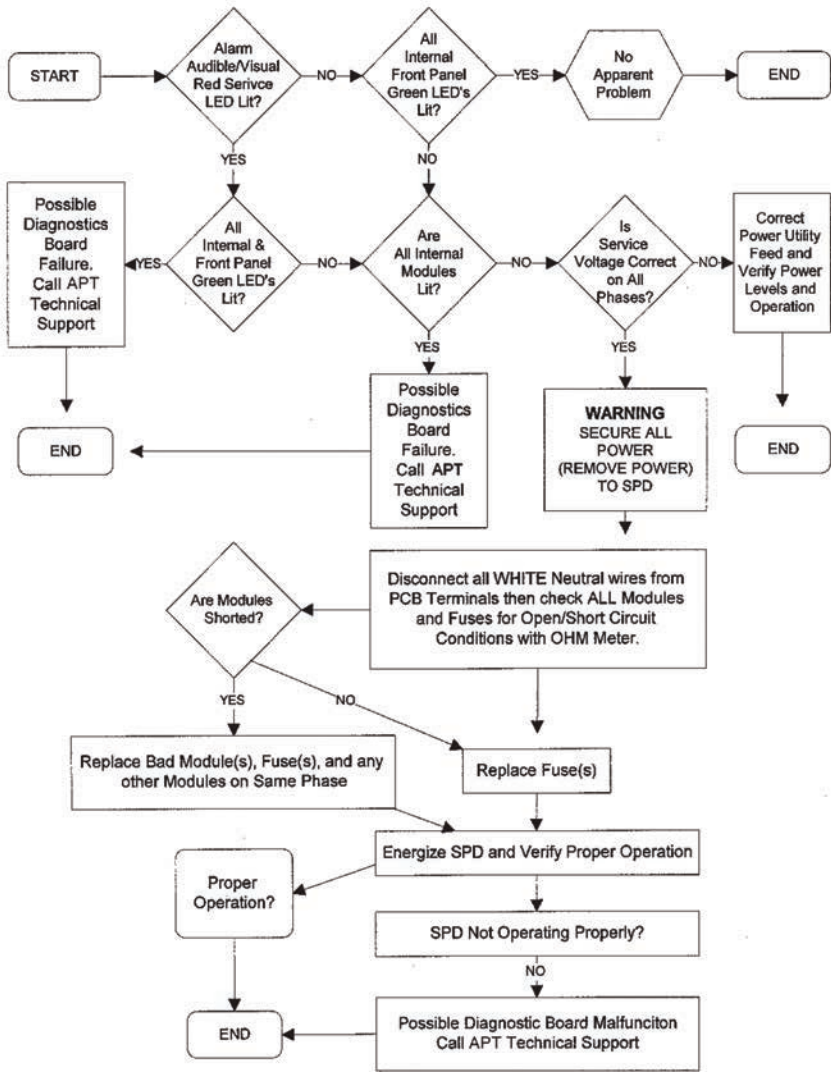 START
Alarm
Audible/Visual
Red Serivce
LED Lit?
NO
All
Internal
Front Panel
Green LED's
Lit?
YES
No
Apparent
Problem
END
YES
NO
Possible
Diagnostics
Board
Failure.
Call APT
Technical
Support
YES
All
Internal &
Front Panel
Green LED's
Lit?
NO
Are
All Internal
Modules
Lit?
NO
Is
Service
Voltage Correct
on All
Phases?
NO
Correct
Power Utility
Feed and
Verify Power
Levels and
Operation
YES
YES
END
Possible
Diagnostics
Board
Failure.
Call APT
Technical
Support
WARNING
SECURE ALL
POWER
(REMOVE POWER)
TO SPD
END
Are Modules
Shorted?
Disconnect all WHITE Neutral wires from
PCB Terminals then check ALL Modules
and Fuses for Open/Short Circuit
Conditions with OHM Meter.
YES
NO
Replace Bad Module(s), Fuse(s), and any
other Modules on Same Phase
Replace Fuse(s)
Energize SPD and Verify Proper Operation
Proper
Operation?
SPD Not Operating Properly?
NO
END
Possible Diagnostic Board Malfunciton
Call APT Technical Support